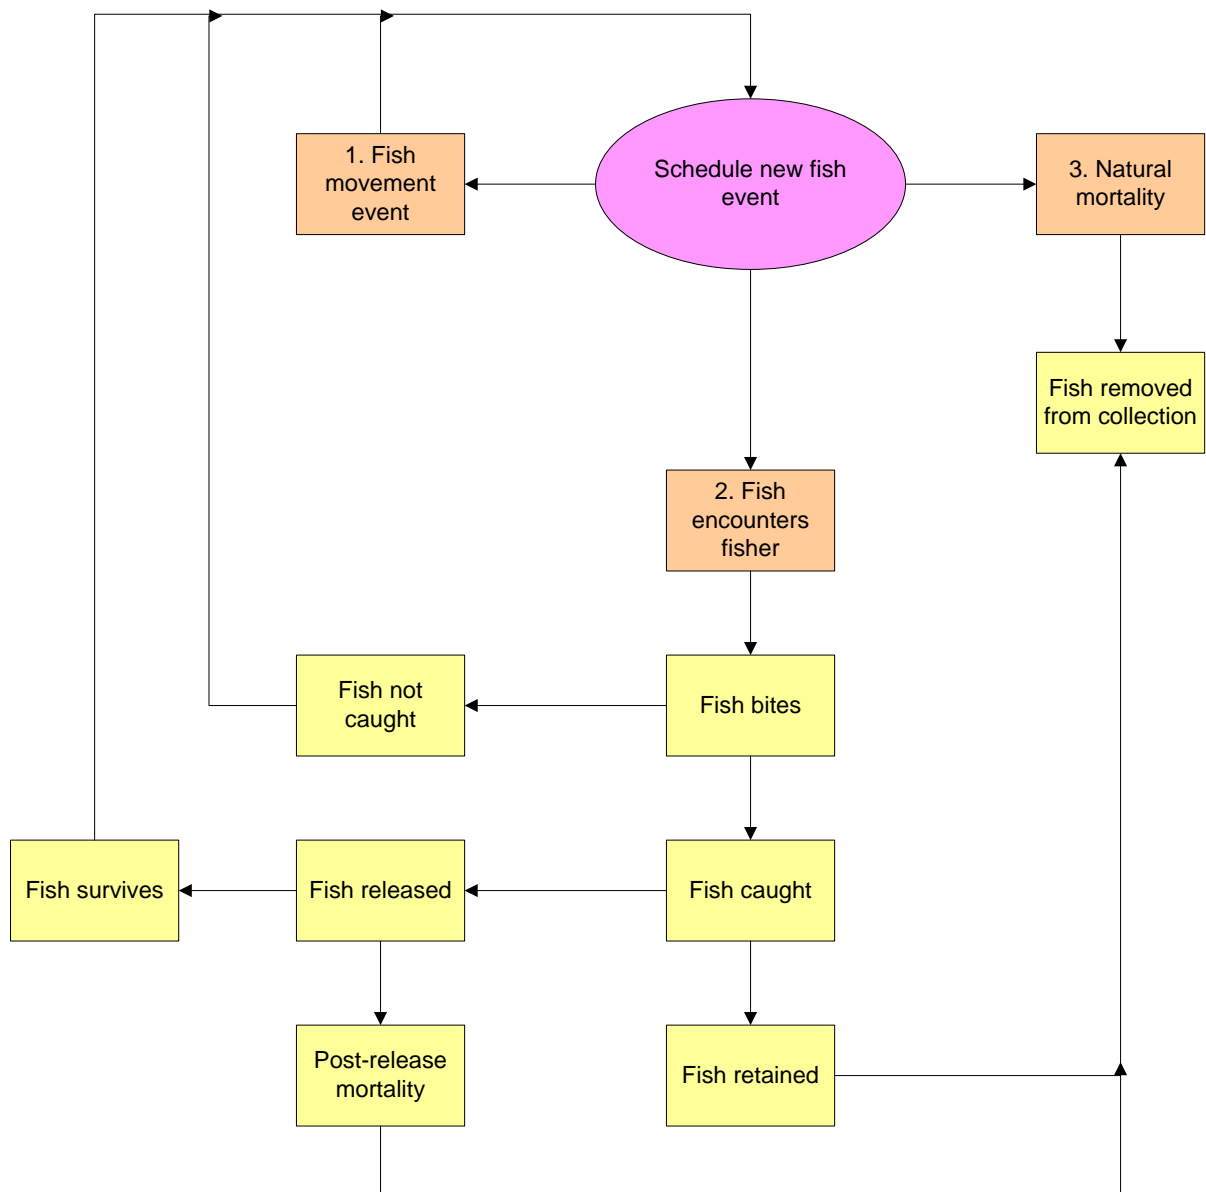 1. Fish
movement
event
Schedule new fish
event
3. Natural
mortality
Fish removed
from collection
2. Fish
encounters
fisher
Fish not
caught
Fish bites
Fish survives
Fish released
Fish caught
Post-release
mortality
Fish retained